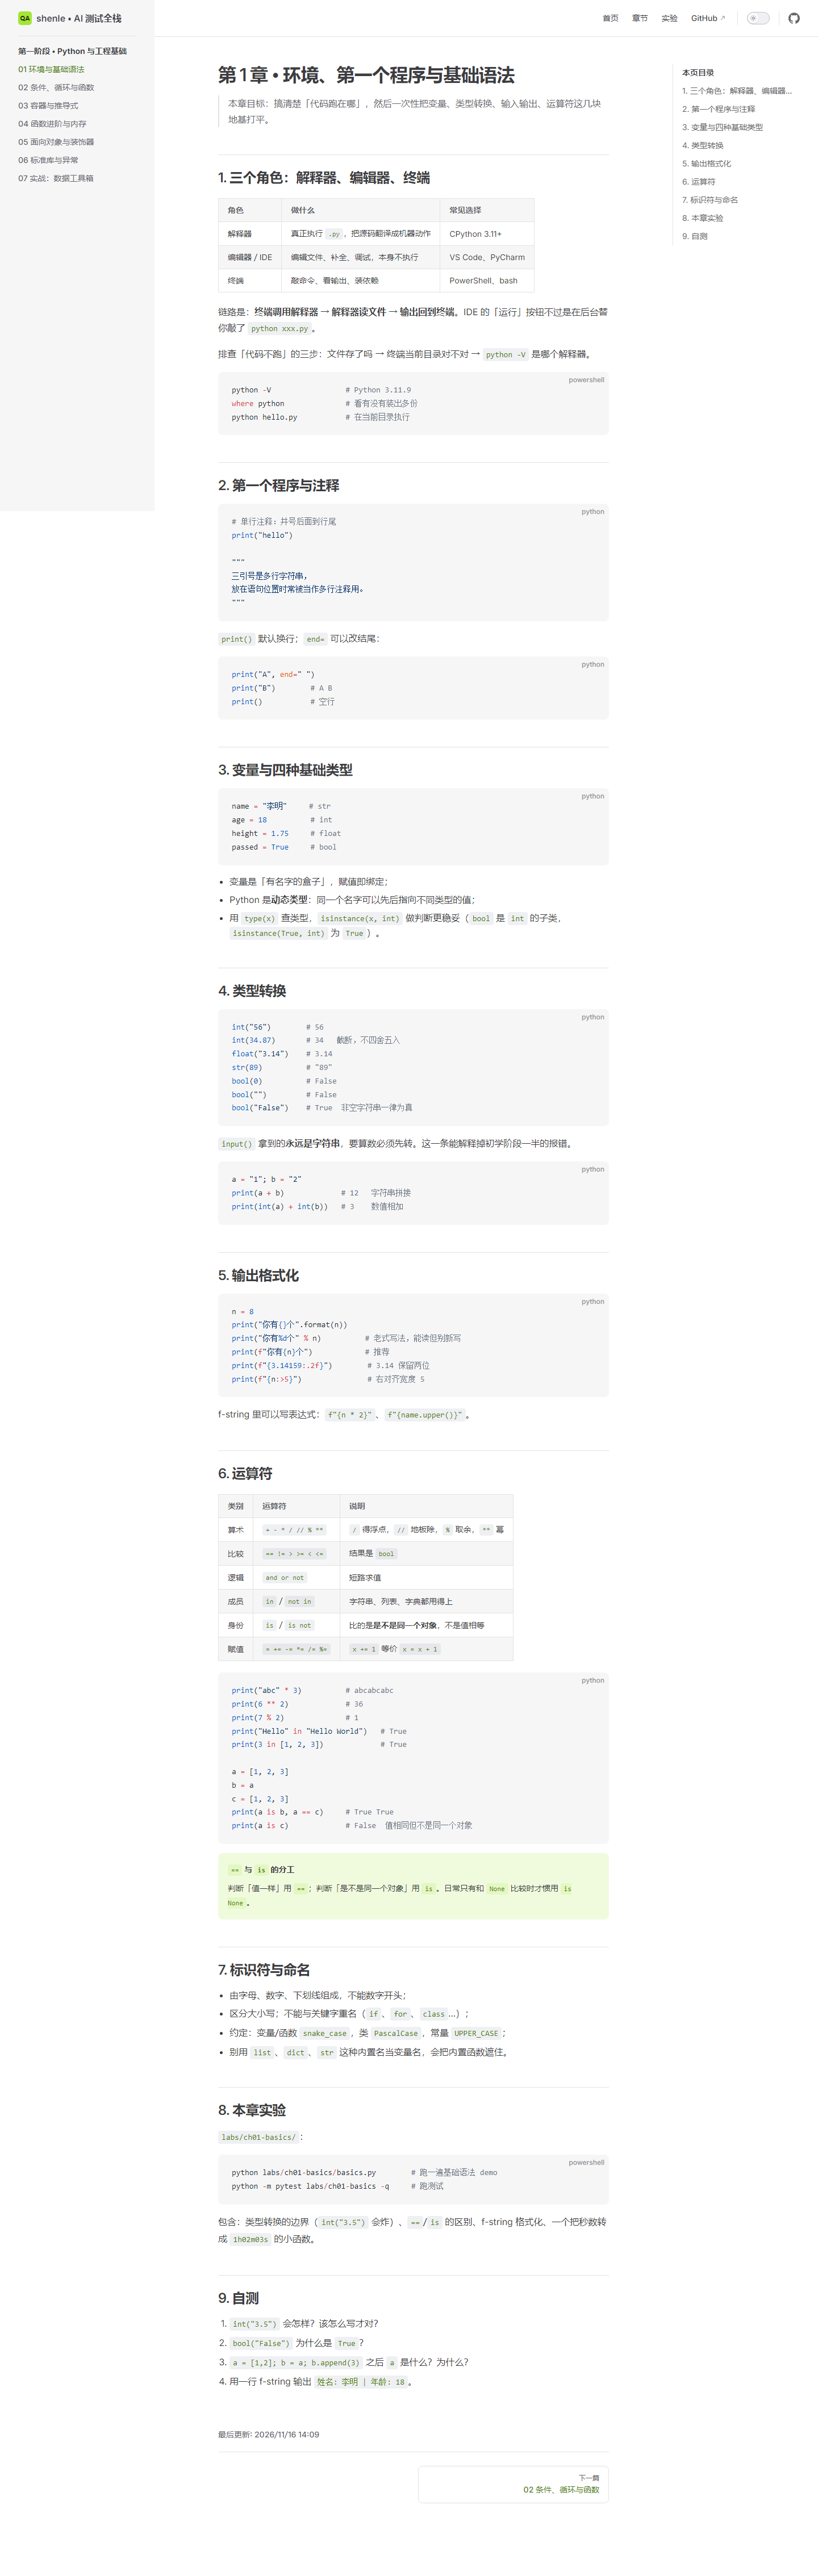 QA shenle • AI 测试全栈
首页 章节 实验 GitHub ↗
第一阶段 • Python 与工程基础
01 环境与基础语法
02 条件、循环与函数
03 容器与推导式
04 函数进阶与内存
05 面向对象与装饰器
06 标准库与异常
07 实战：数据工具箱
第 1 章 • 环境、第一个程序与基础语法
本章目标：搞清楚「代码跑在哪」，然后一次性把变量、类型转换、输入输出、运算符这几块
地基打平。
本页目录
1. 三个角色：解释器、编辑器...
2. 第一个程序与注释
3. 变量与四种基础类型
4. 类型转换
5. 输出格式化
6. 运算符
7. 标识符与命名
8. 本章实验
9. 自测
1. 三个角色：解释器、编辑器、终端
角色 做什么 常见选择
解释器 真正执行 .py，把源码翻译成机器动作 CPython 3.11+
编辑器 / IDE 编辑文件、补全、调试，本身不执行 VS Code、PyCharm
终端 敲命令、看输出、装依赖 PowerShell、bash
链路是：终端调用解释器 → 解释器读文件 → 输出回到终端。IDE 的「运行」按钮不过是在后台替
你敲了 python xxx.py。
排查「代码不跑」的三步：文件存了吗 → 终端当前目录对不对 → python -V 是哪个解释器。
powershell
python -V # Python 3.11.9
where python # 看有没有装出多份
python hello.py # 在当前目录执行
2. 第一个程序与注释
python
# 单行注释：井号后面到行尾
print("hello")
"""
三引号是多行字符串，
放在语句位置时常被当作多行注释用。
"""
print() 默认换行；end= 可以改结尾：
python
print("A", end=" ")
print("B") # A B
print() # 空行
3. 变量与四种基础类型
python
name = "李明" # str
age = 18 # int
height = 1.75 # float
passed = True # bool
• 变量是「有名字的盒子」，赋值即绑定；
• Python 是动态类型：同一个名字可以先后指向不同类型的值；
• 用 type(x) 查类型，isinstance(x, int) 做判断更稳妥（bool 是 int 的子类，
isinstance(True, int) 为 True）。
4. 类型转换
python
int("56") # 56
int(34.87) # 34 截断，不四舍五入
float("3.14") # 3.14
str(89) # "89"
bool(0) # False
bool("") # False
bool("False") # True 非空字符串一律为真
input() 拿到的永远是字符串，要算数必须先转。这一条能解释掉初学阶段一半的报错。
python
a = "1"; b = "2"
print(a + b) # 12 字符串拼接
print(int(a) + int(b)) # 3 数值相加
5. 输出格式化
python
n = 8
print("你有{}个".format(n))
print("你有%d个" % n) # 老式写法，能读但别新写
print(f"你有{n}个") # 推荐
print(f"{3.14159:.2f}") # 3.14 保留两位
print(f"{n:>5}") # 右对齐宽度 5
f-string 里可以写表达式：f"{n * 2}"、f"{name.upper()}"。
6. 运算符
类别 运算符 说明
算术 + - * / // % ** / 得浮点，// 地板除，% 取余，** 幂
比较 == != > >= < <= 结果是 bool
逻辑 and or not 短路求值
成员 in / not in 字符串、列表、字典都用得上
身份 is / is not 比的是是不是同一个对象，不是值相等
赋值 = += -= *= /= %= x += 1 等价 x = x + 1
python
print("abc" * 3) # abcabcabc
print(6 ** 2) # 36
print(7 % 2) # 1
print("Hello" in "Hello World") # True
print(3 in [1, 2, 3]) # True
a = [1, 2, 3]
b = a
c = [1, 2, 3]
print(a is b, a == c) # True True
print(a is c) # False 值相同但不是同一个对象
== 与 is 的分工
判断「值一样」用 ==；判断「是不是同一个对象」用 is。日常只有和 None 比较时才惯用 is
None。
7. 标识符与命名
• 由字母、数字、下划线组成，不能数字开头；
• 区分大小写；不能与关键字重名（if、for、class…）；
• 约定：变量/函数 snake_case，类 PascalCase，常量 UPPER_CASE；
• 别用 list、dict、str 这种内置名当变量名，会把内置函数遮住。
8. 本章实验
labs/ch01-basics/：
powershell
python labs/ch01-basics/basics.py # 跑一遍基础语法 demo
python -m pytest labs/ch01-basics -q # 跑测试
包含：类型转换的边界（int("3.5") 会炸）、==/is 的区别、f-string 格式化、一个把秒数转
成 1h02m03s 的小函数。
9. 自测
1. int("3.5") 会怎样？该怎么写才对？
2. bool("False") 为什么是 True？
3. a = [1,2]; b = a; b.append(3) 之后 a 是什么？为什么？
4. 用一行 f-string 输出 姓名: 李明 | 年龄: 18。
最后更新: 2026/11/16 14:09
下一篇
02 条件、循环与函数